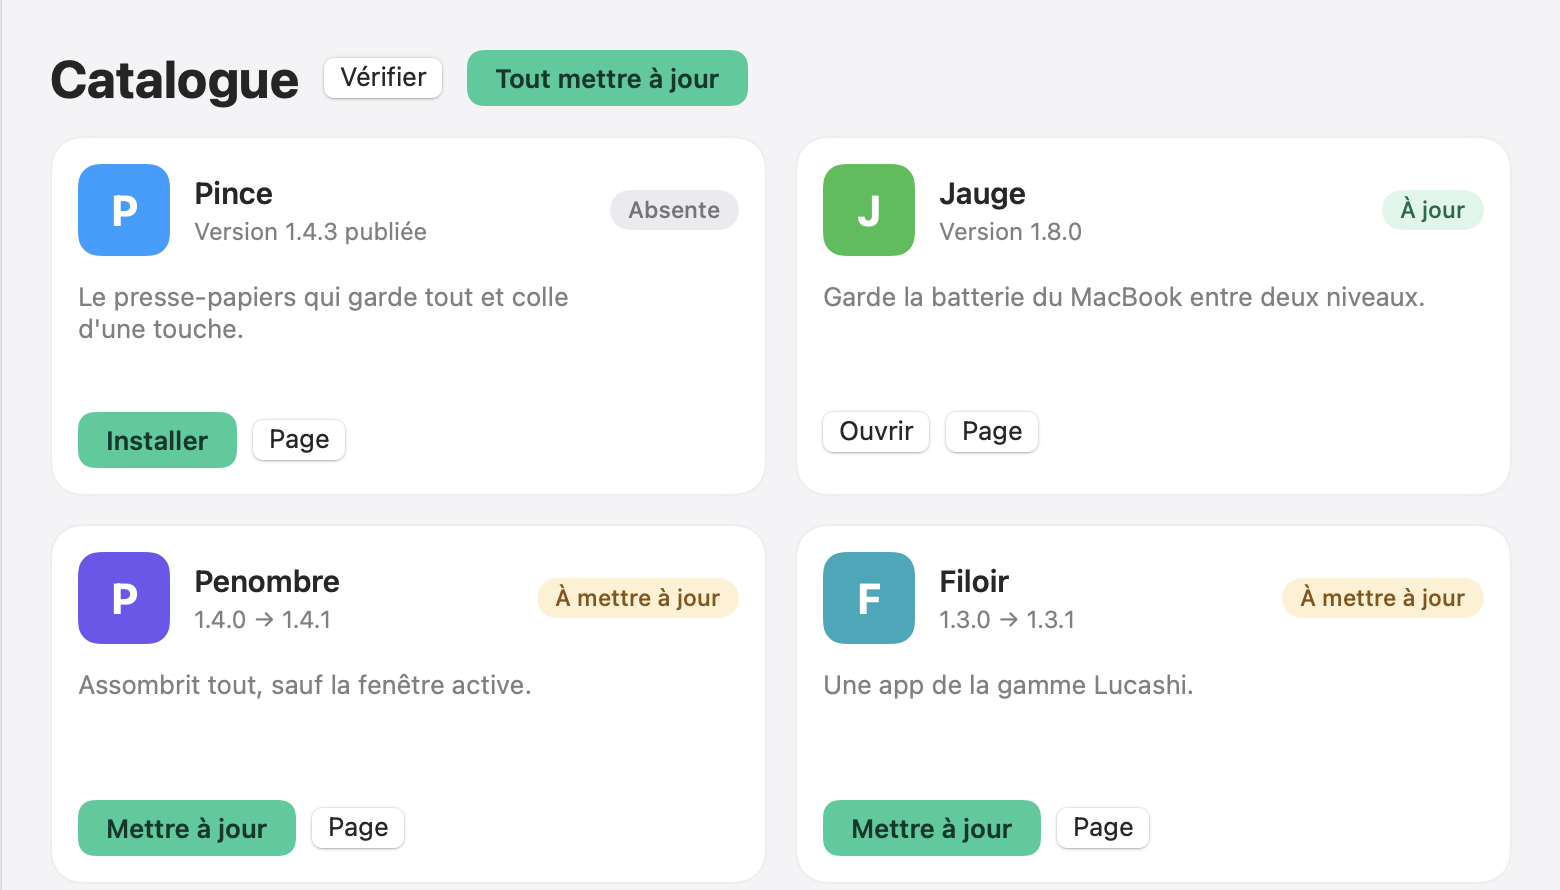 Catalogue
Vérifier
Tout mettre à jour
P
Pince
Version 1.4.3 publiée
Absente
Le presse-papiers qui garde tout et colle
d'une touche.
Installer
Page
J
Jauge
Version 1.8.0
À jour
Garde la batterie du MacBook entre deux niveaux.
Ouvrir
Page
P
Penombre
1.4.0 → 1.4.1
À mettre à jour
Assombrit tout, sauf la fenêtre active.
Mettre à jour
Page
F
Filoir
1.3.0 → 1.3.1
À mettre à jour
Une app de la gamme Lucashi.
Mettre à jour
Page